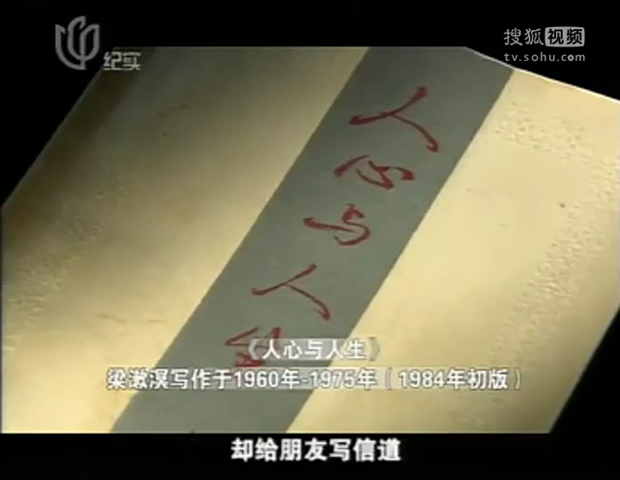 纪实
搜狐视频
tv.sohu.com
人心与人生
《人心与人生》
梁漱溟写作于1960年-1975年（1984年初版）
却给朋友写信道